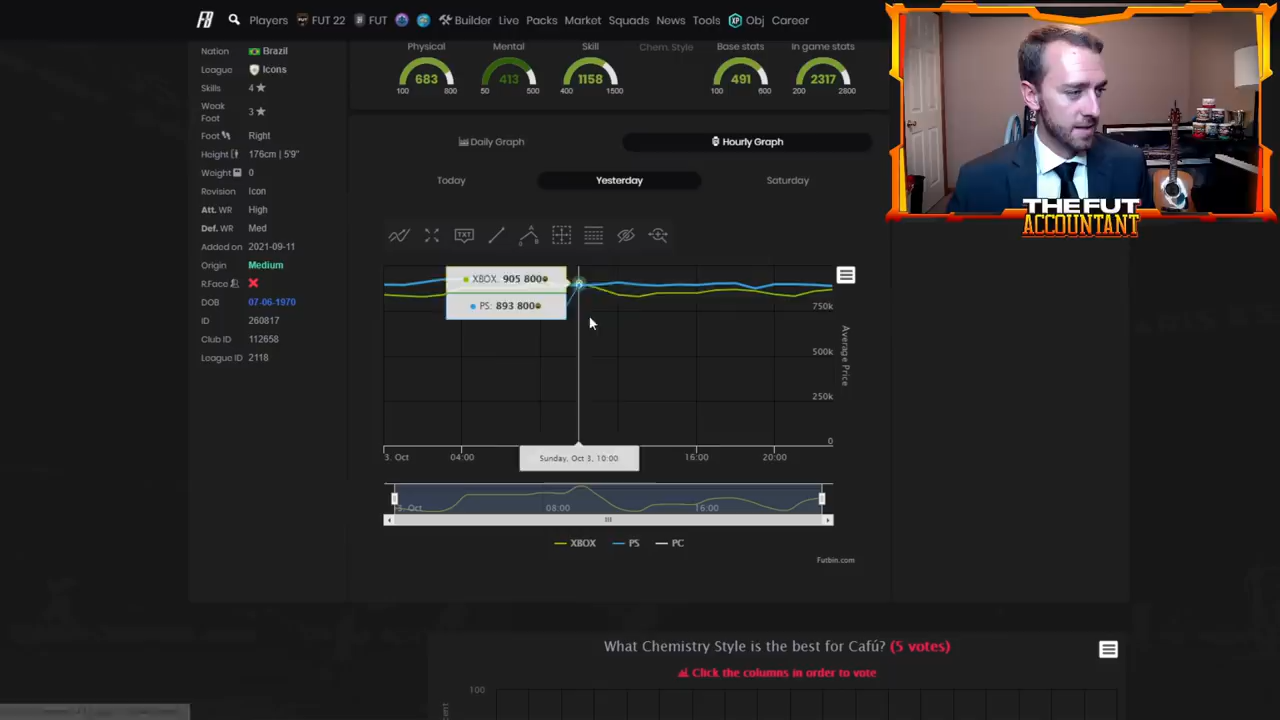 FB Players FUT 22 FUT Builder Live Packs Market Squads News Tools XP Obj Career
Nation Brazil
League Icons
Skills 4
Weak Foot 3
Foot Right
Height 176cm | 5'9"
Weight 0
Revision Icon
Att. WR High
Def. WR Med
Added on 2021-09-11
Origin Medium
R.Face
DOB 07-06-1970
ID 260817
Club ID 112658
League ID 2118
Physical Mental Skill Chem. Style Base stats In game stats
683 413 1158 491 2317
100 800 50 500 400 1500 100 600 200 2800
Daily Graph Hourly Graph
Today Yesterday Saturday
TXT
XBOX: 905 800
PS: 893 800
750k
500k
250k
0
Average Price
Sunday, Oct 3, 10:00
3. Oct 04:00 16:00 20:00
3. Oct 08:00 16:00
XBOX PS PC
Futbin.com
What Chemistry Style is the best for Cafú? (5 votes)
Click the columns in order to vote
100
THE FUT
ACCOUNTANT